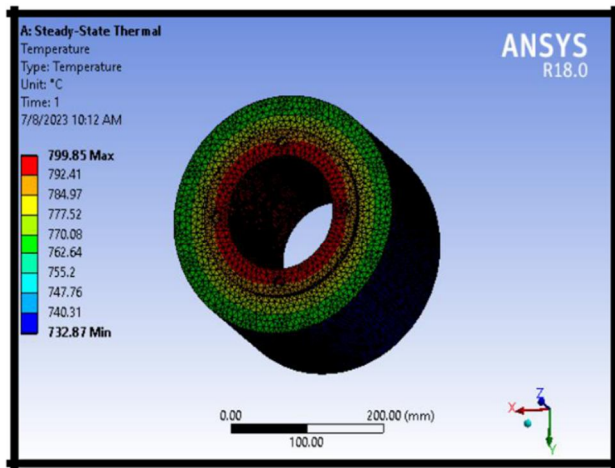 A: Steady-State Thermal
Temperature
Type: Temperature
Unit: °C
Time: 1
7/8/2023 10:12 AM
ANSYS
R18.0
799.85 Max
792.41
784.97
777.52
770.08
762.64
755.2
747.76
740.31
732.87 Min
0.00
200.00 (mm)
100.00
Z
X
Y